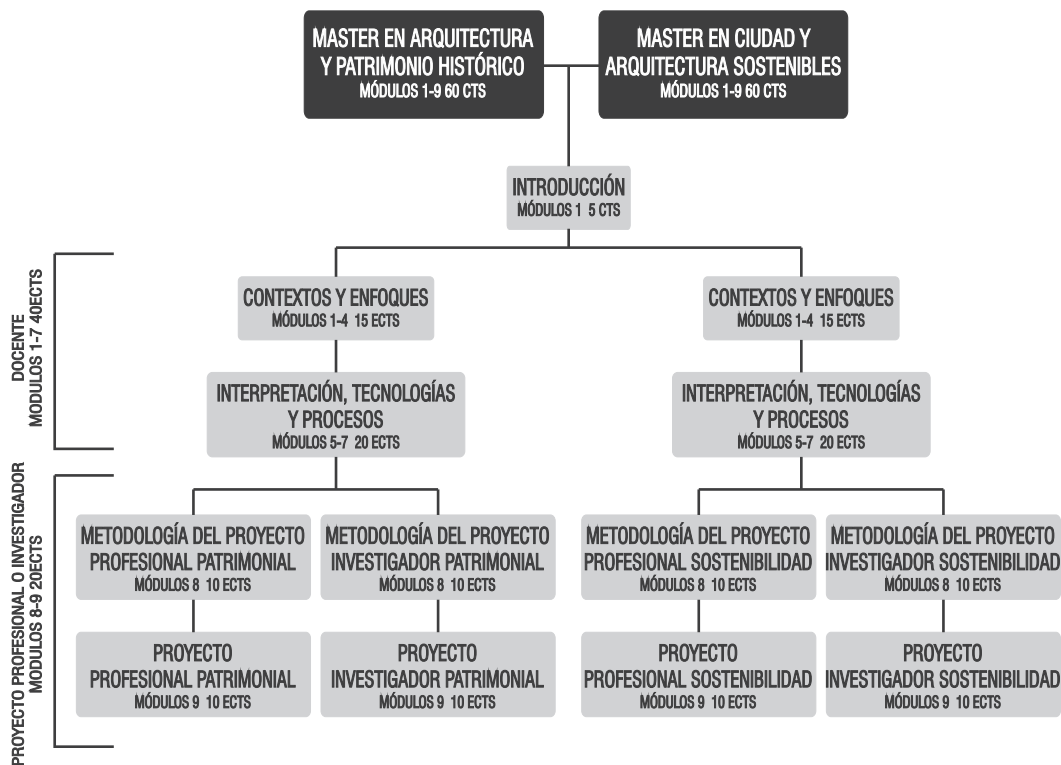 MASTER EN ARQUITECTURA
Y PATRIMONIO HISTÓRICO
MÓDULOS 1-9 60 CTS
MASTER EN CIUDAD Y
ARQUITECTURA SOSTENIBLES
MÓDULOS 1-9 60 CTS
INTRODUCCIÓN
MÓDULOS 1 5 CTS
DOCENTE
MODULOS 1-7 40ECTS
CONTEXTOS Y ENFOQUES
MÓDULOS 1-4 15 ECTS
CONTEXTOS Y ENFOQUES
MÓDULOS 1-4 15 ECTS
INTERPRETACIÓN, TECNOLOGÍAS
Y PROCESOS
MÓDULOS 5-7 20 ECTS
INTERPRETACIÓN, TECNOLOGÍAS
Y PROCESOS
MÓDULOS 5-7 20 ECTS
PROYECTO PROFESIONAL O INVESTIGADOR
MODULOS 8-9 20ECTS
METODOLOGÍA DEL PROYECTO
PROFESIONAL PATRIMONIAL
MÓDULOS 8 10 ECTS
METODOLOGÍA DEL PROYECTO
INVESTIGADOR PATRIMONIAL
MÓDULOS 8 10 ECTS
METODOLOGÍA DEL PROYECTO
PROFESIONAL SOSTENIBILIDAD
MÓDULOS 8 10 ECTS
METODOLOGÍA DEL PROYECTO
INVESTIGADOR SOSTENIBILIDAD
MÓDULOS 8 10 ECTS
PROYECTO
PROFESIONAL PATRIMONIAL
MÓDULOS 9 10 ECTS
PROYECTO
INVESTIGADOR PATRIMONIAL
MÓDULOS 9 10 ECTS
PROYECTO
PROFESIONAL SOSTENIBILIDAD
MÓDULOS 9 10 ECTS
PROYECTO
INVESTIGADOR SOSTENIBILIDAD
MÓDULOS 9 10 ECTS